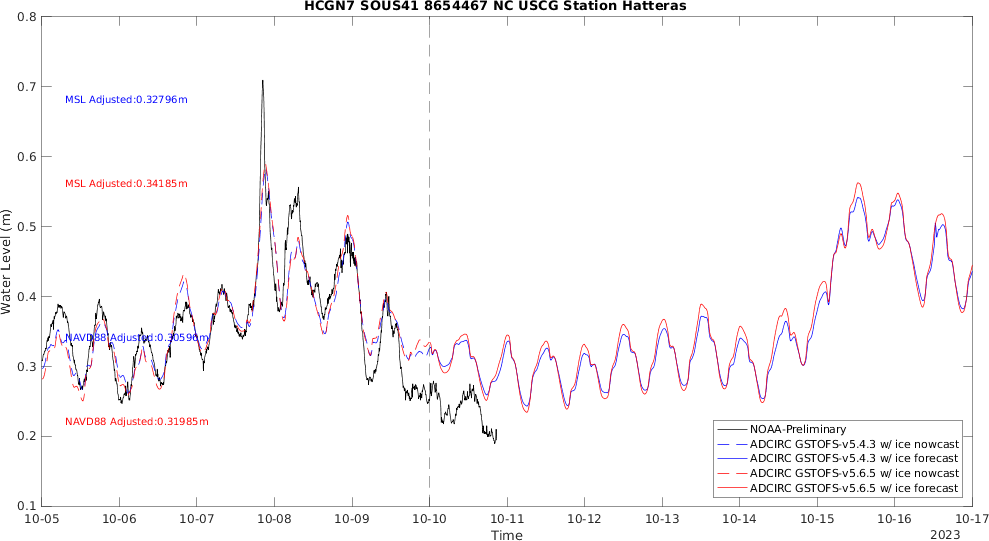 HCGN7 SOUS41 8654467 NC USCG Station Hatteras
0.8
0.7
0.6
0.5
0.4
0.3
0.2
0.1
Water Level (m)
MSL Adjusted:0.32796m
MSL Adjusted:0.34185m
NAVD88 Adjusted:0.30596m
NAVD88 Adjusted:0.31985m
NOAA-Preliminary
ADCIRC GSTOFS-v5.4.3 w/ ice nowcast
ADCIRC GSTOFS-v5.4.3 w/ ice forecast
ADCIRC GSTOFS-v5.6.5 w/ ice nowcast
ADCIRC GSTOFS-v5.6.5 w/ ice forecast
10-05 10-06 10-07 10-08 10-09 10-10 10-11 10-12 10-13 10-14 10-15 10-16 10-17
Time
2023